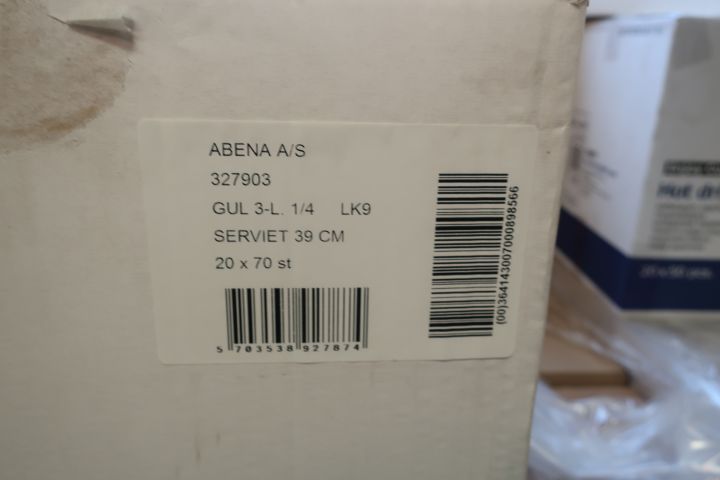 ABENA A/S
327903
GUL 3-L. 1/4 LK9
SERVIET 39 CM
20 x 70 st
5 703538 927874
(00)364143007000898566